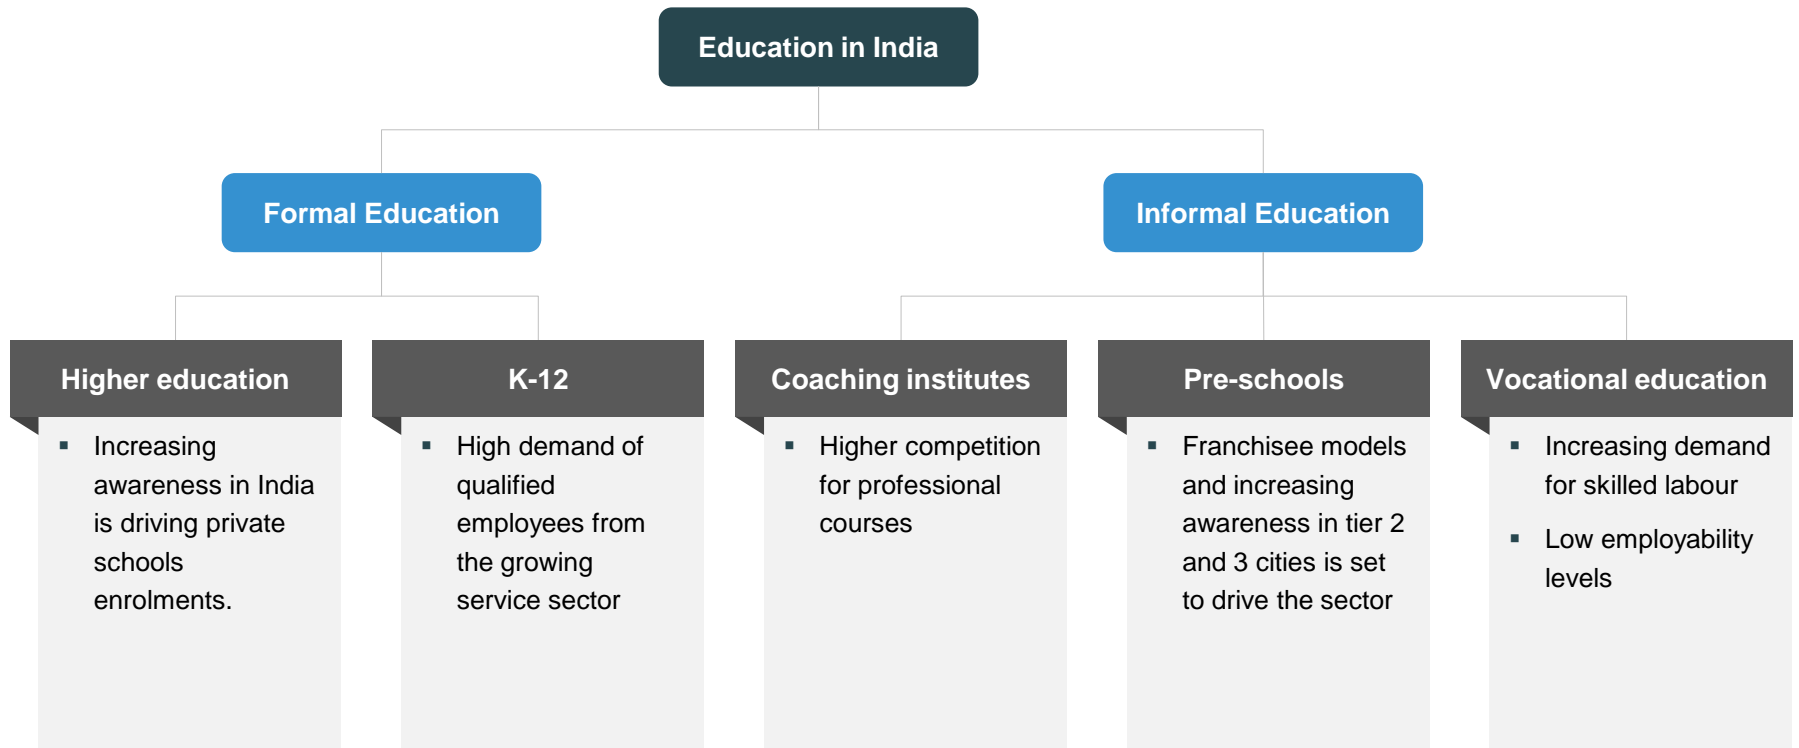 Education in India
Formal Education
Informal Education
Higher education
▪ Increasing
awareness in India
is driving private
schools
enrolments.
K-12
▪ High demand of
qualified
employees from
the growing
service sector
Coaching institutes
▪ Higher competition
for professional
courses
Pre-schools
▪ Franchisee models
and increasing
awareness in tier 2
and 3 cities is set
to drive the sector
Vocational education
▪ Increasing demand
for skilled labour
▪ Low employability
levels